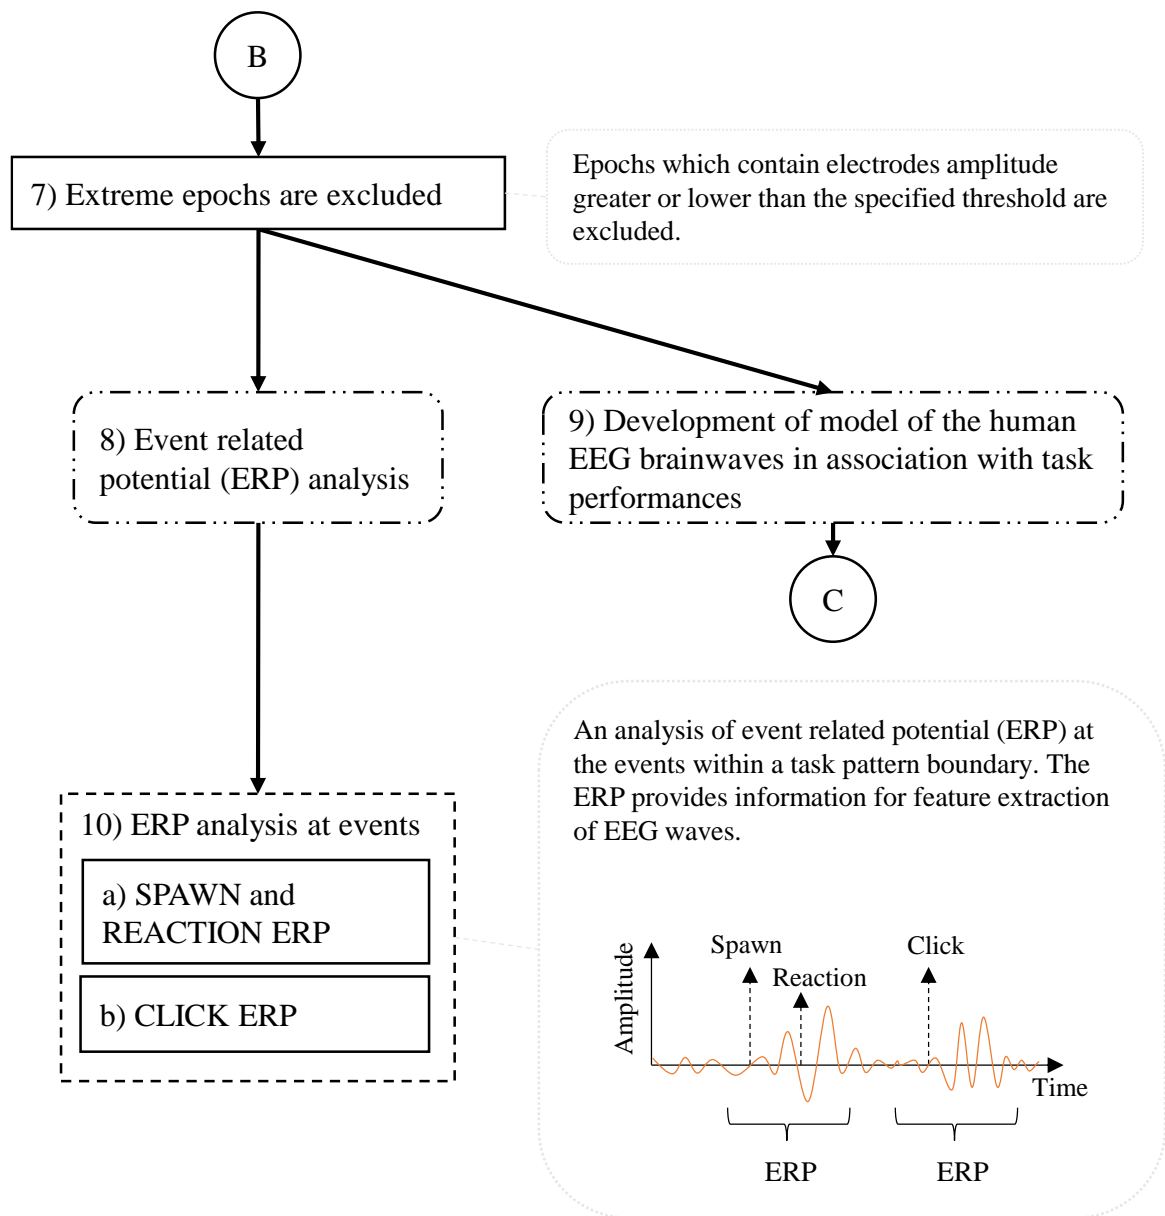 B
7) Extreme epochs are excluded
Epochs which contain electrodes amplitude
greater or lower than the specified threshold are
excluded.
8) Event related
potential (ERP) analysis
9) Development of model of the human
EEG brainwaves in association with task
performances
C
An analysis of event related potential (ERP) at
the events within a task pattern boundary. The
ERP provides information for feature extraction
of EEG waves.
10) ERP analysis at events
a) SPAWN and
REACTION ERP
b) CLICK ERP
Amplitude
Spawn
Reaction
Click
Time
ERP
ERP